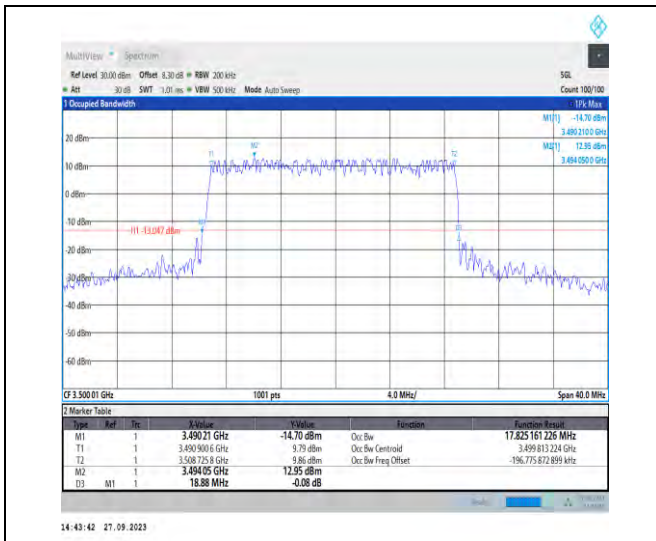 MultiView Spectrum
Ref Level 30.00 dBm Offset 8.30 dB RBW 200 kHz SGL
Att 30 dB SWT 1.01 ms VBW 500 kHz Mode Auto Sweep Count 100/100
1 Occupied Bandwidth 1Pk Max
M1[1] -14.70 dBm
3.490210 0 GHz
M2[1] 12.95 dBm
3.494050 0 GHz
20 dBm
M2
T1
T2
10 dBm
0 dBm
-10 dBm
H1 -13.047 dBm
-20 dBm
-30 dBm
-40 dBm
-50 dBm
-60 dBm
CF 3.500 01 GHz 1001 pts 4.0 MHz/ Span 40.0 MHz
2 Marker Table
Type Ref Trc X-Value Y-Value Function Function Result
M1 1 3.490 21 GHz -14.70 dBm Occ Bw 17.825 161 226 MHz
T1 1 3.490 900 6 GHz 9.79 dBm Occ Bw Centroid 3.499 813 224 GHz
T2 1 3.508 725 8 GHz 9.86 dBm Occ Bw Freq Offset -196.775 872 899 kHz
M2 1 3.494 05 GHz 12.95 dBm
D3 M1 1 18.88 MHz -0.08 dB
14:43:42 27.09.2023